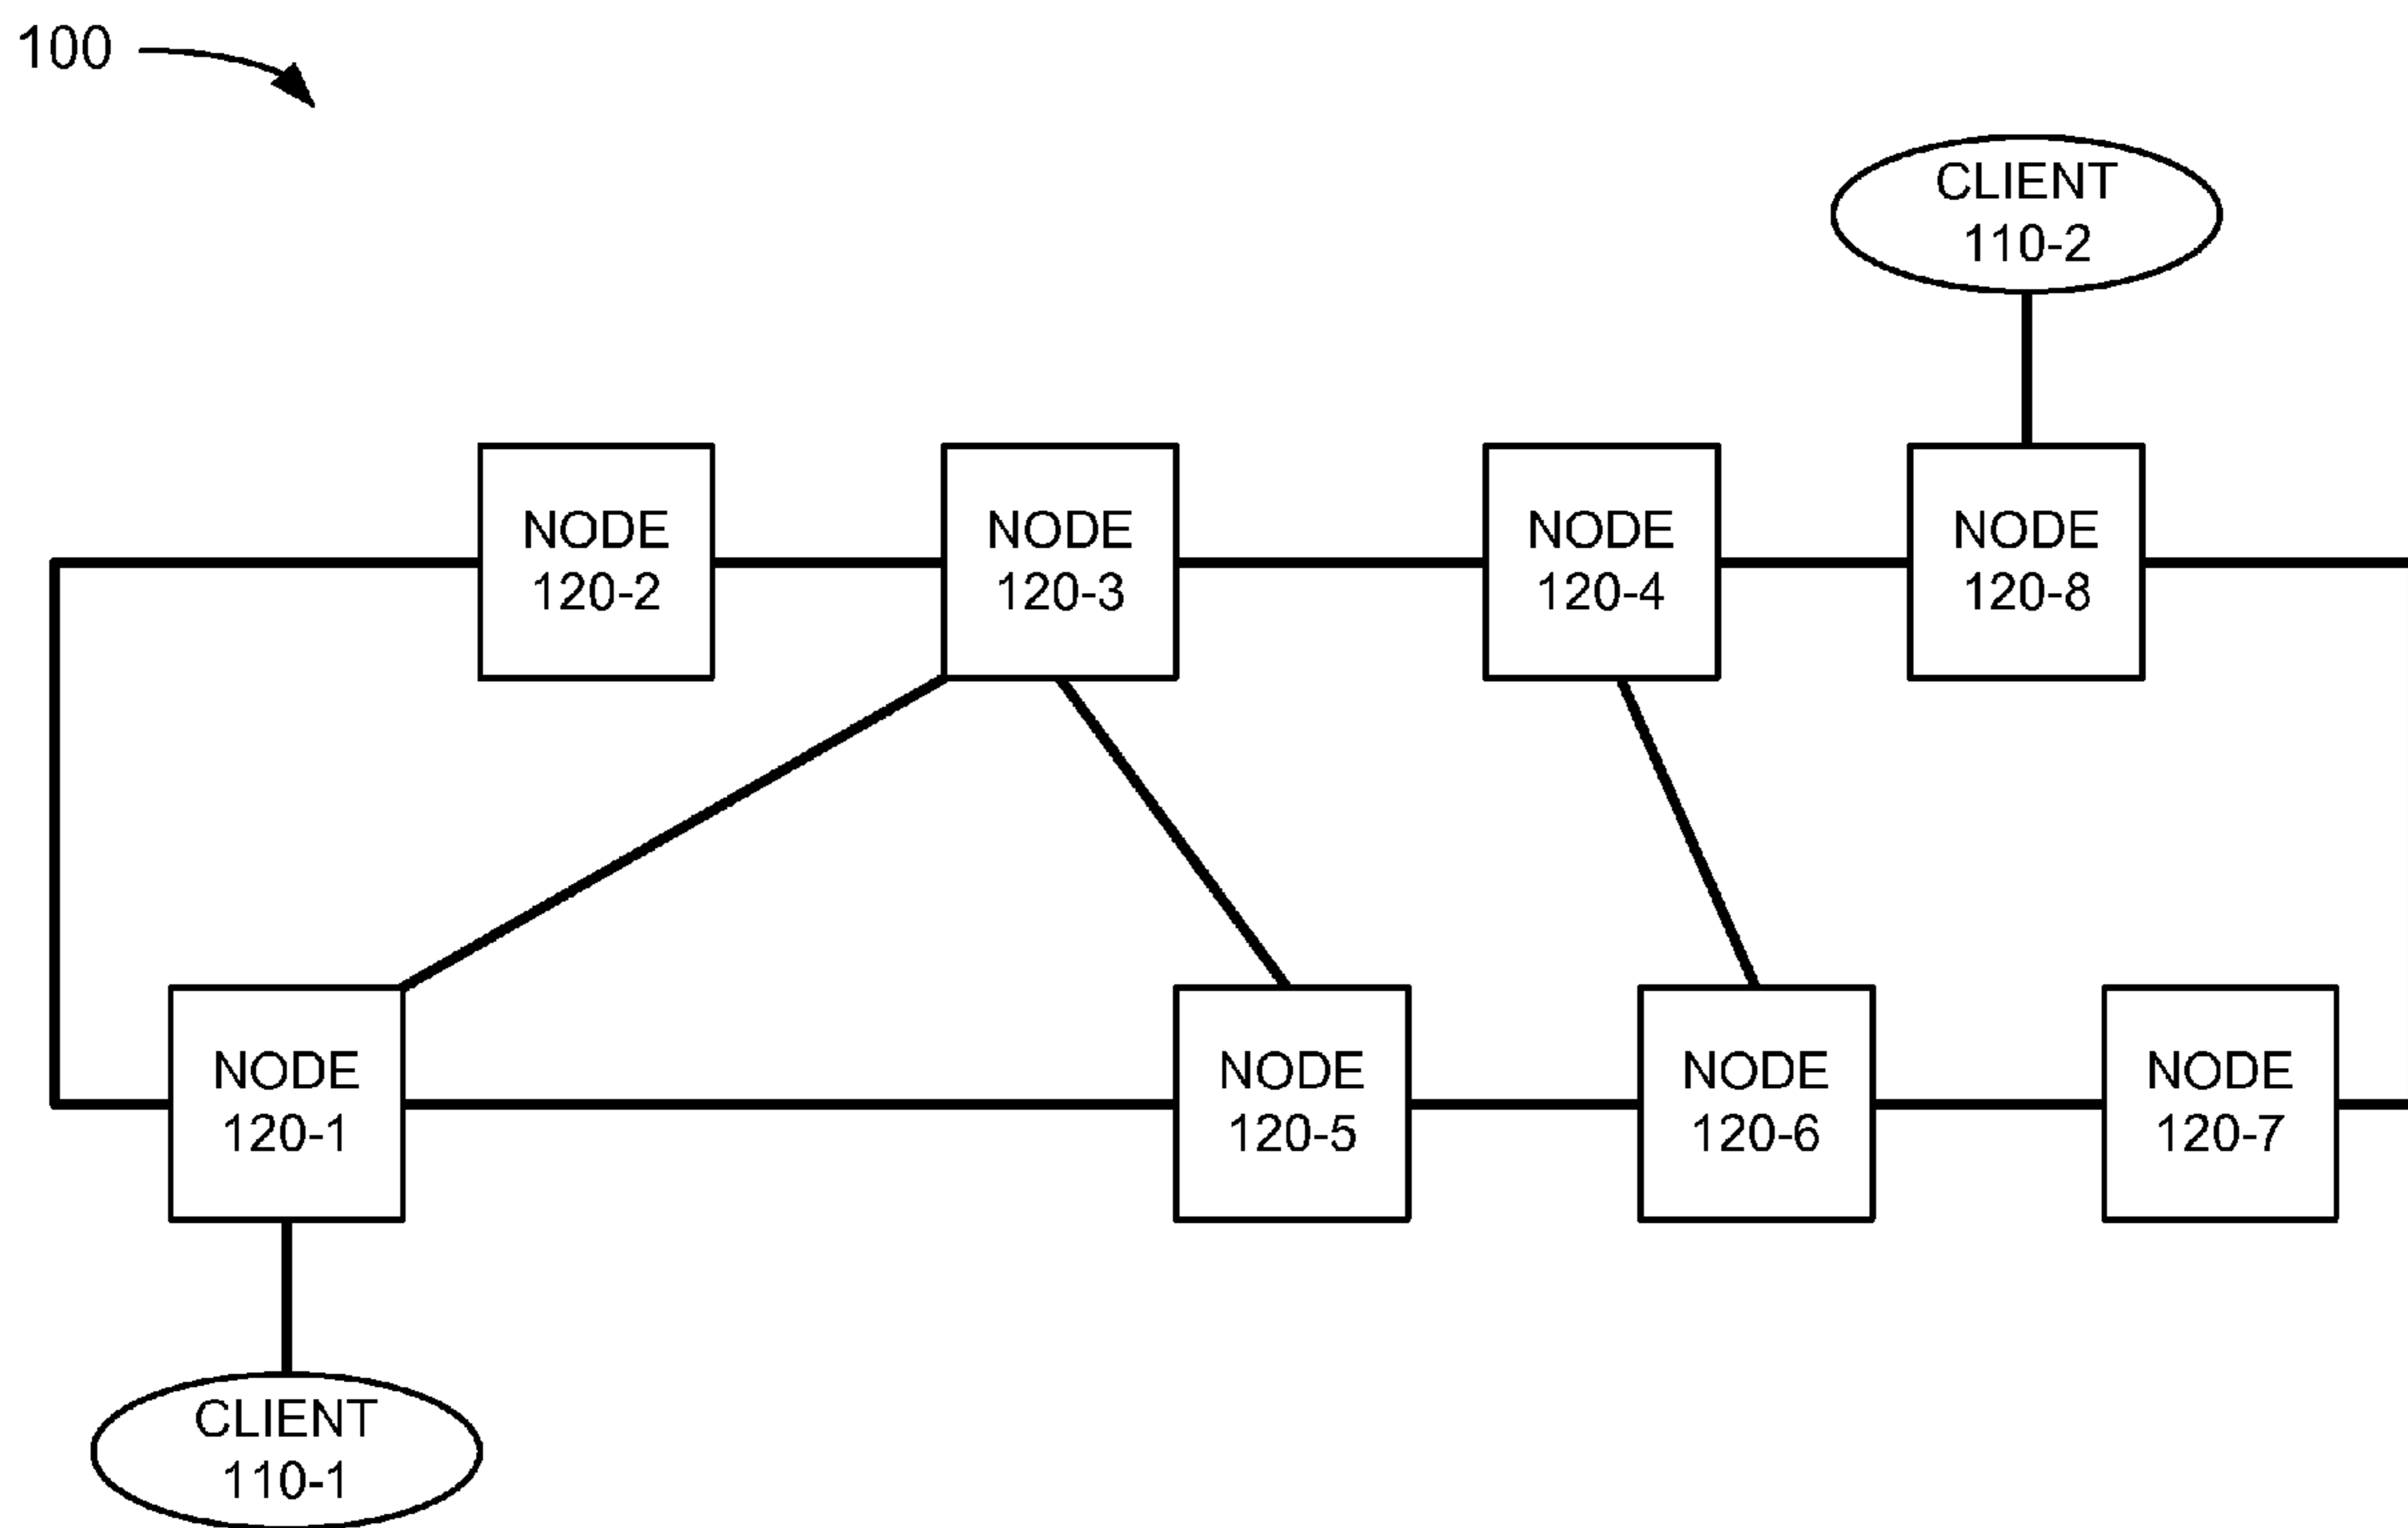 100
CLIENT
110-2
NODE
120-2
NODE
120-3
NODE
120-4
NODE
120-8
NODE
120-1
NODE
120-5
NODE
120-6
NODE
120-7
CLIENT
110-1